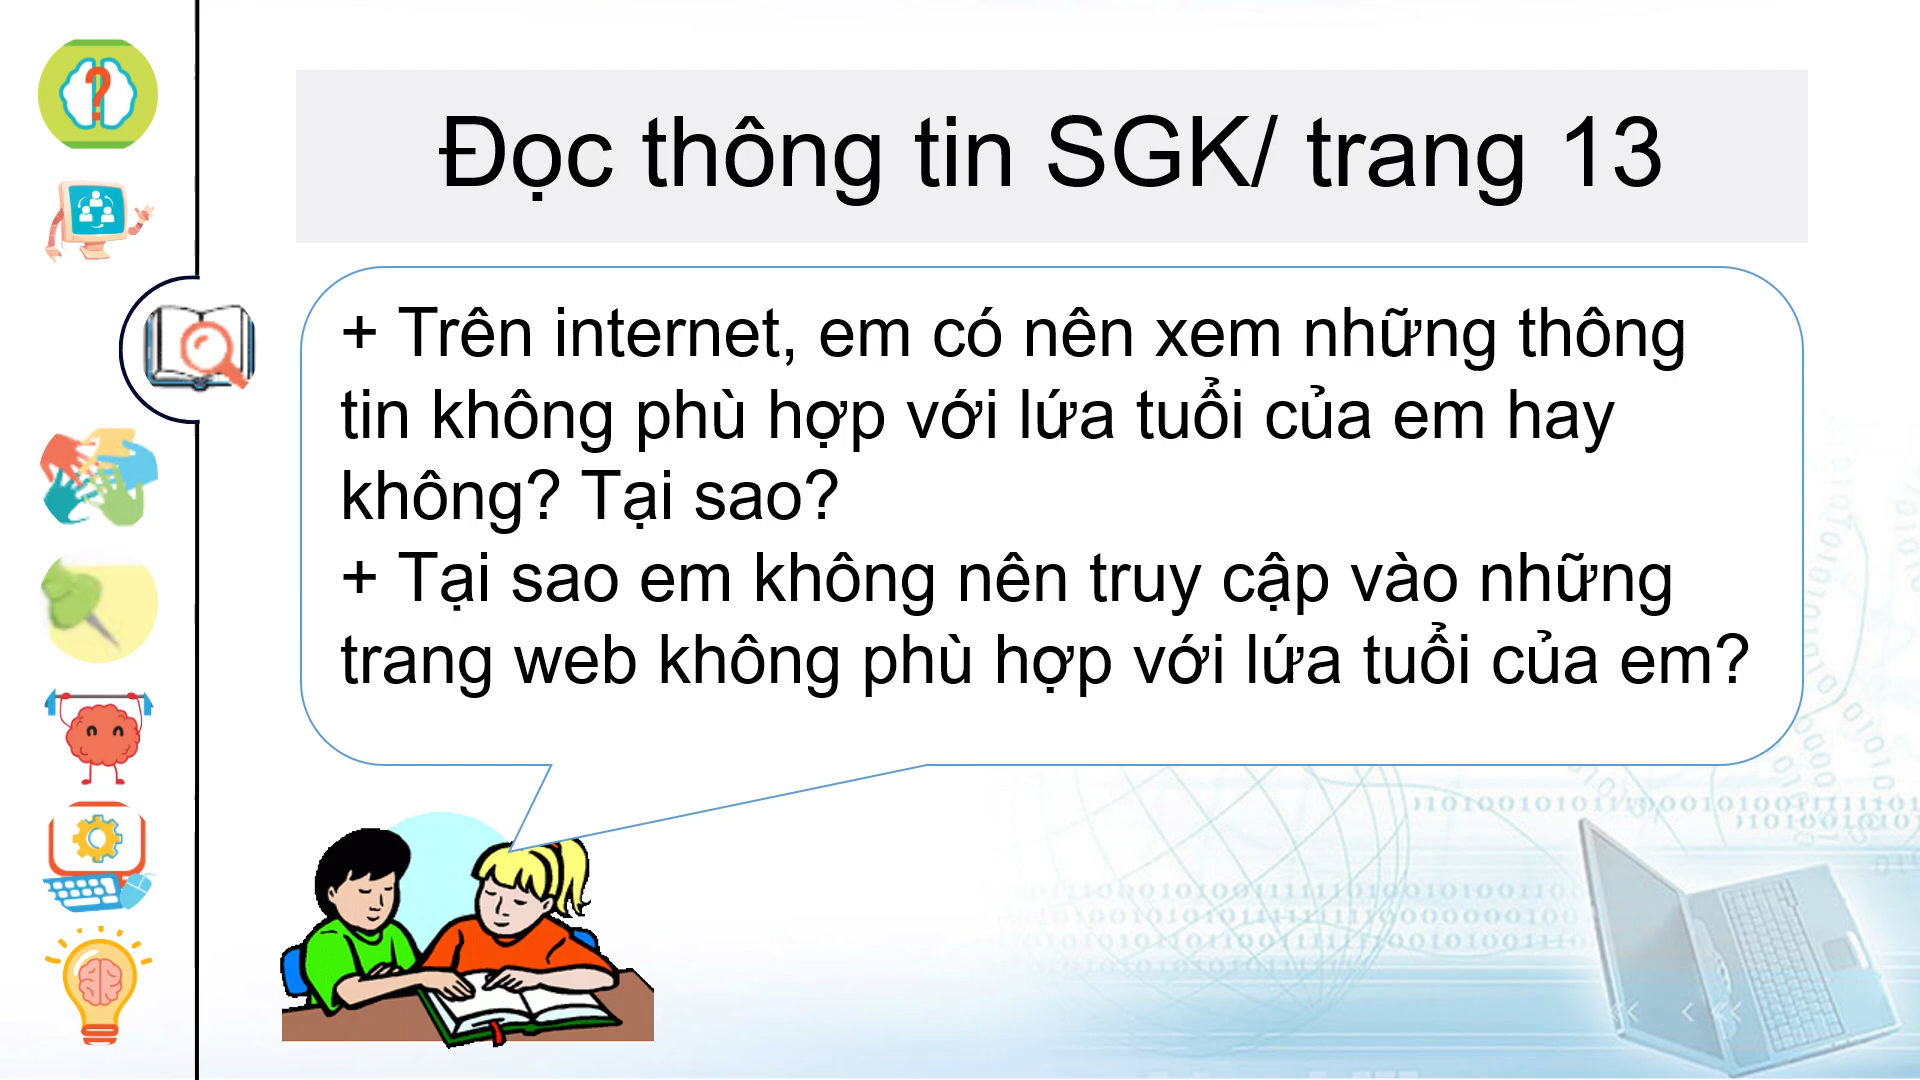 Đọc thông tin SGK/ trang 13
+ Trên internet, em có nên xem những thông
tin không phù hợp với lứa tuổi của em hay
không? Tại sao?
+ Tại sao em không nên truy cập vào những
trang web không phù hợp với lứa tuổi của em?